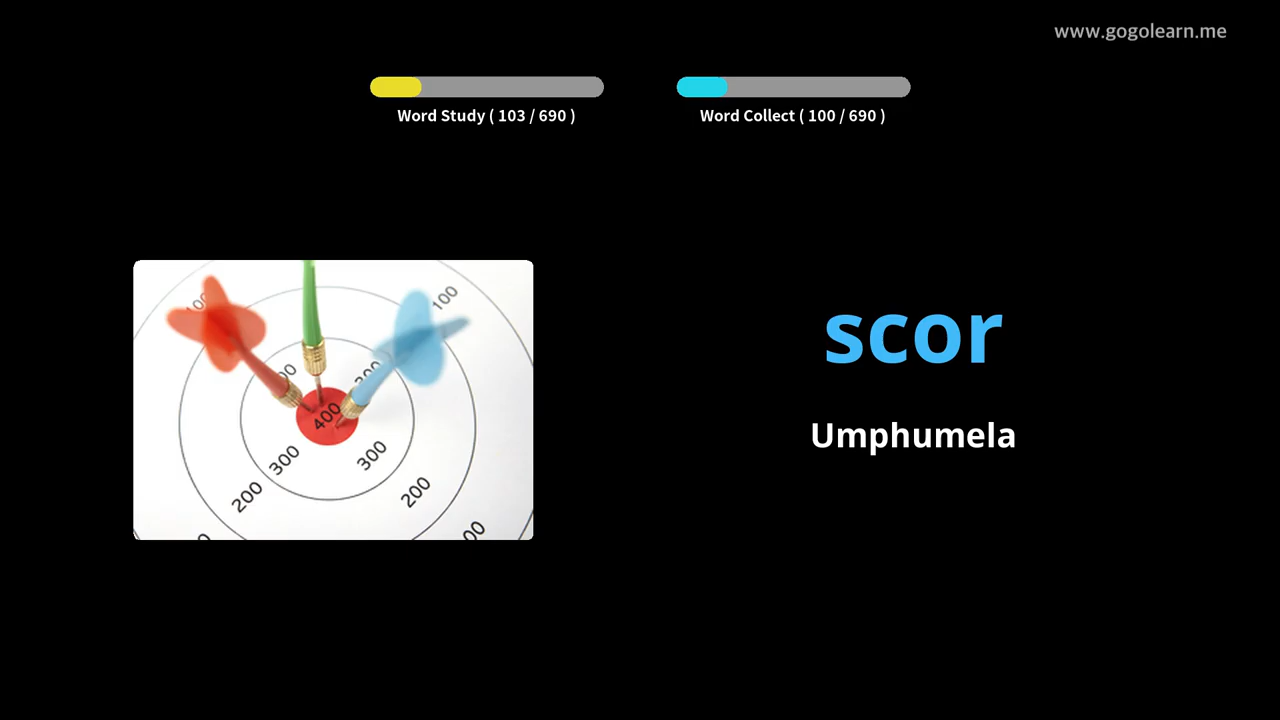 www.gogolearn.me
Word Study ( 103 / 690 )
Word Collect ( 100 / 690 )
100
100
400
300
300
200
200
scor
Umphumela